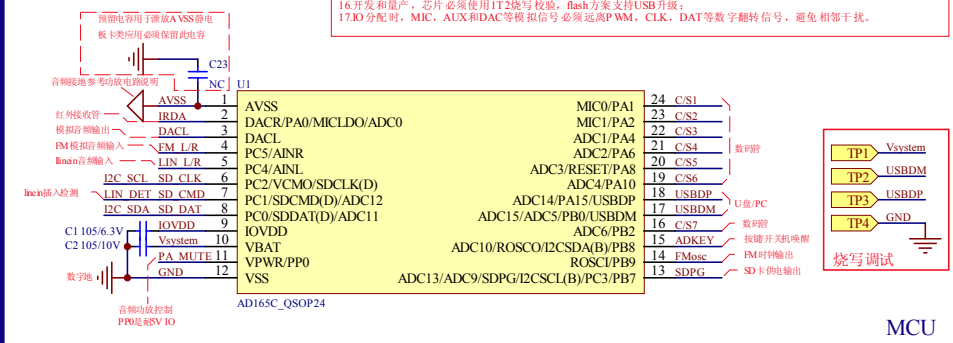 16.开发和量产，芯片必须使用1T2烧写校验，flash方案支持USB升级；
17.IO分配时，MIC，AUX和DAC等模拟信号必须远离PWM，CLK，DAT等数字翻转信号，避免相邻干扰。
预留电容用于泄放AVSS静电
板卡类应用必须保留此电容
C23
NC
音频接地参考功放电路说明
U1
AD165C_QSOP24
AVSS 1 AVSS
红外接收管 IRDA 2 DACR/PA0/MICLDO/ADC0
模拟音频输出 DACL 3 DACL
FM模拟音频输入 FM_L/R 4 PC5/AINR
linein音频输入 LIN_L/R 5 PC4/AINL
I2C_SCL SD_CLK 6 PC2/VCMO/SDCLK(D)
linein插入检测 LIN_DET SD_CMD 7 PC1/SDCMD(D)/ADC12
I2C_SDA SD_DAT 8 PC0/SDDAT(D)/ADC11
C1 105/6.3V IOVDD 9 IOVDD
C2 105/10V Vsystem 10 VBAT
PA_MUTE 11 VPWR/PP0
数字地 GND 12 VSS
音频功放控制
PP0是耐5V IO
MIC0/PA1 24 C/S1
MIC1/PA2 23 C/S2
ADC1/PA4 22 C/S3
ADC2/PA6 21 C/S4 数码管
ADC3/RESET/PA8 20 C/S5
ADC4/PA10 19 C/S6
ADC14/PA15/USBDP 18 USBDP U盘/PC
ADC15/ADC5/PB0/USBDM 17 USBDM
ADC6/PB2 16 C/S7 数码管
ADC10/ROSCO/I2CSDA(B)/PB8 15 ADKEY 按键开关机唤醒
ROSCI/PB9 14 FMosc FM时钟输出
ADC13/ADC9/SDPG/I2CSCL(B)/PC3/PB7 13 SDPG SD卡供电输出
TP1 Vsystem
TP2 USBDM
TP3 USBDP
TP4 GND
烧写调试
MCU